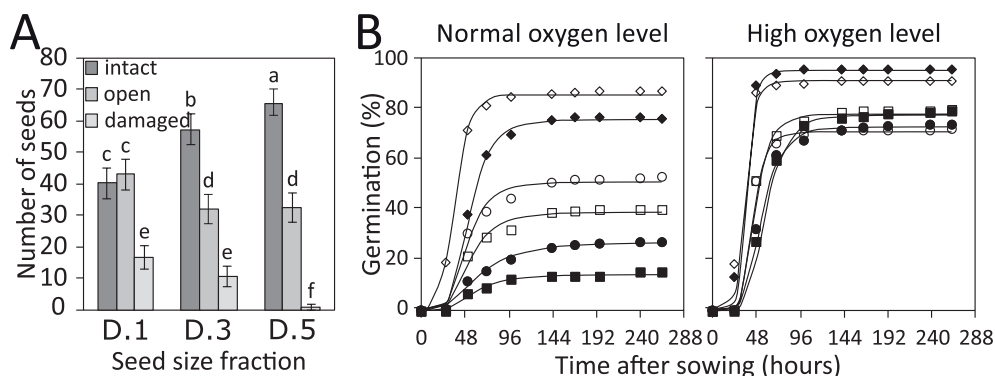 A
Number of seeds
80
70
60
50
40
30
20
10
0
intact
open
damaged
c
c
e
b
d
e
a
d
f
D.1 D.3 D.5
Seed size fraction
B
Normal oxygen level
High oxygen level
Germination (%)
100
80
60
40
20
0
0 48 96 144 192 240 288
0 48 96 144 192 240 288
Time after sowing (hours)